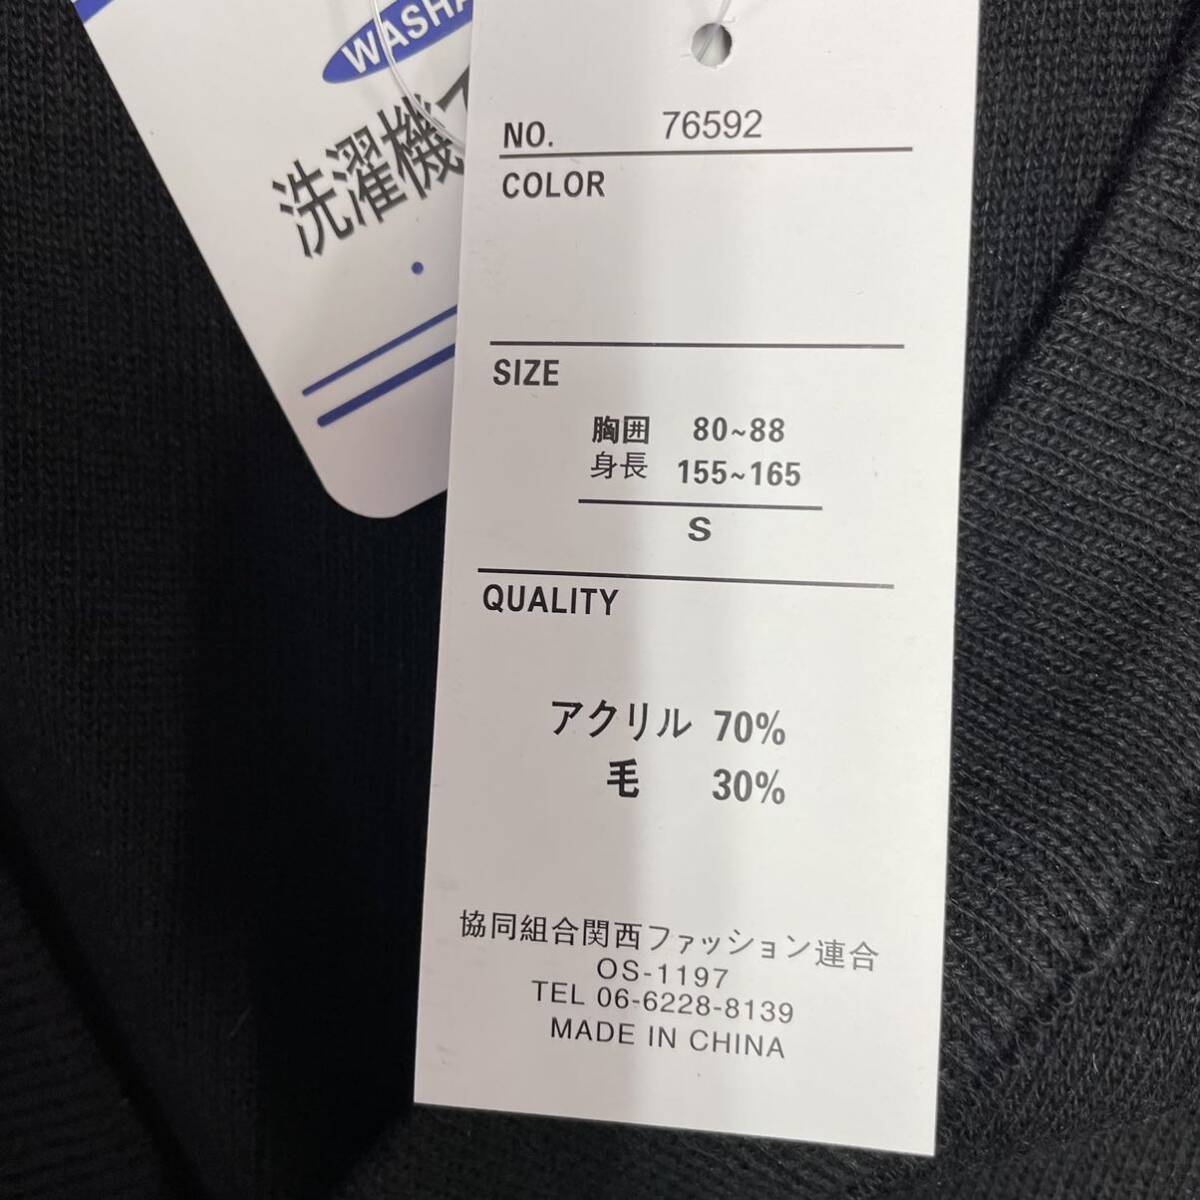 洗濯機
NO. 76592
COLOR
SIZE
胸囲 80~88
身長 155~165
S
QUALITY
アクリル 70%
毛 30%
協同組合関西ファッション連合
OS-1197
TEL 06-6228-8139
MADE IN CHINA